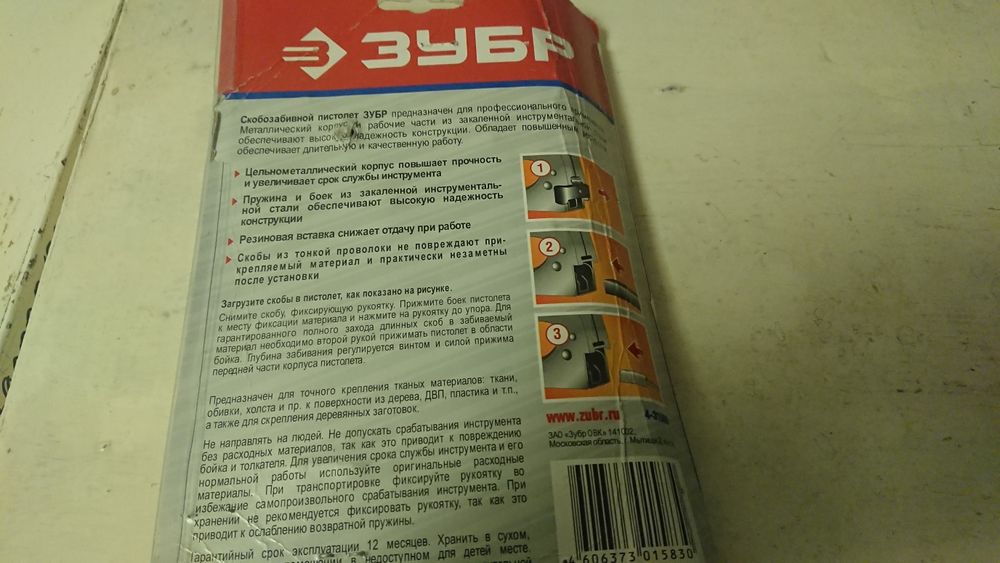 ЗУБР
Скобозабивной пистолет ЗУБР предназначен для профессионального
Металлический корпус и рабочие части из закаленной
обеспечивают надежность конструкции. Обладает
обеспечивает длительную и качественную работу.
Цельнометаллический корпус повышает прочность
и увеличивает срок службы инструмента
Пружина и боек из закаленной инструменталь-
ной стали обеспечивают высокую надежность
конструкции
Резиновая вставка снижает отдачу при работе
Скобы из тонкой проволоки не повреждают при-
крепляемый материал и практически незаметны
после установки
Загрузите скобы в пистолет, как показано на рисунке.
Снимите скобу, фиксирующую рукоятку. Прижмите боек пистолета
к месту фиксации материала и нажмите на рукоятку до упора. Для
гарантированного полного захода длинных скоб в забиваемый
материал необходимо второй рукой прижимать пистолет в области
бойка. Глубина забивания регулируется винтом и силой прижима
передней части корпуса пистолета.
Предназначен для точного крепления тканых материалов: ткани,
обивки, холста и пр. к поверхности из дерева, ДВП, пластика и т.п.,
а также для скрепления деревянных заготовок.
Не направлять на людей. Не допускать срабатывания инструмента
без расходных материалов, так как это приводит к повреждению
бойка и толкателя. Для увеличения срока службы инструмента и его
нормальной работы используйте оригинальные расходные
материалы. При транспортировке фиксируйте рукоятку во
избежание самопроизвольного срабатывания инструмента. При
хранении не рекомендуется фиксировать рукоятку, так как это
приводит к ослаблению возвратной пружины.
Гарантийный срок эксплуатации 12 месяцев. Хранить в сухом,
помещении в недоступном для детей месте.
1
2
3
www.zubr.ru
ЗАО «Зубр ОВК» 141002,
Московская область, г. Мытищи 2,
4 606373 015830